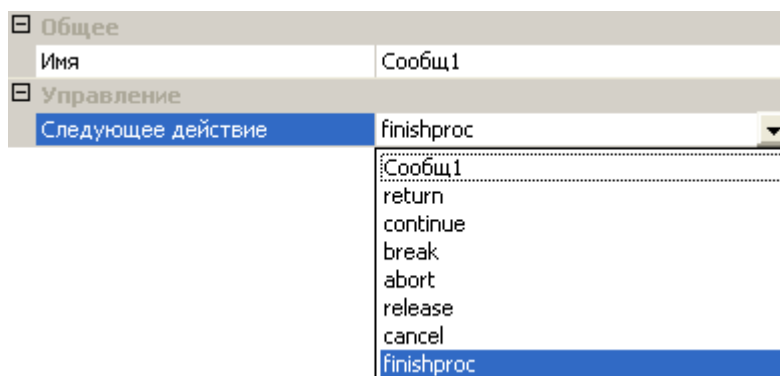 Общее
Имя Сообщ1
Управление
Следующее действие finishproc
Сообщ1
return
continue
break
abort
release
cancel
finishproc